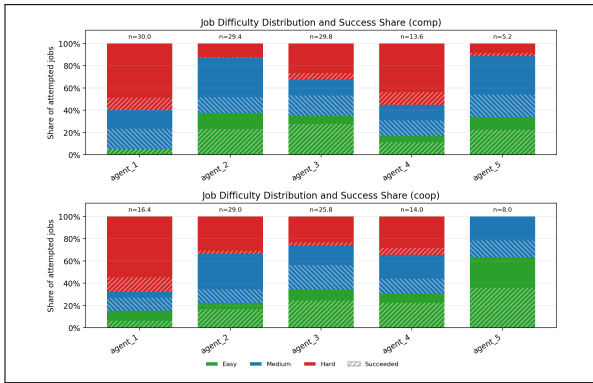 Job Difficulty Distribution and Success Share (comp)
n=30.0 n=29.4 n=29.8 n=13.6 n=5.2
100%
80%
60%
40%
20%
0%
Share of attempted jobs
agent_1 agent_2 agent_3 agent_4 agent_5
Job Difficulty Distribution and Success Share (coop)
n=16.4 n=29.0 n=25.8 n=14.0 n=8.0
100%
80%
60%
40%
20%
0%
Share of attempted jobs
agent_1 agent_2 agent_3 agent_4 agent_5
Easy Medium Hard Succeeded